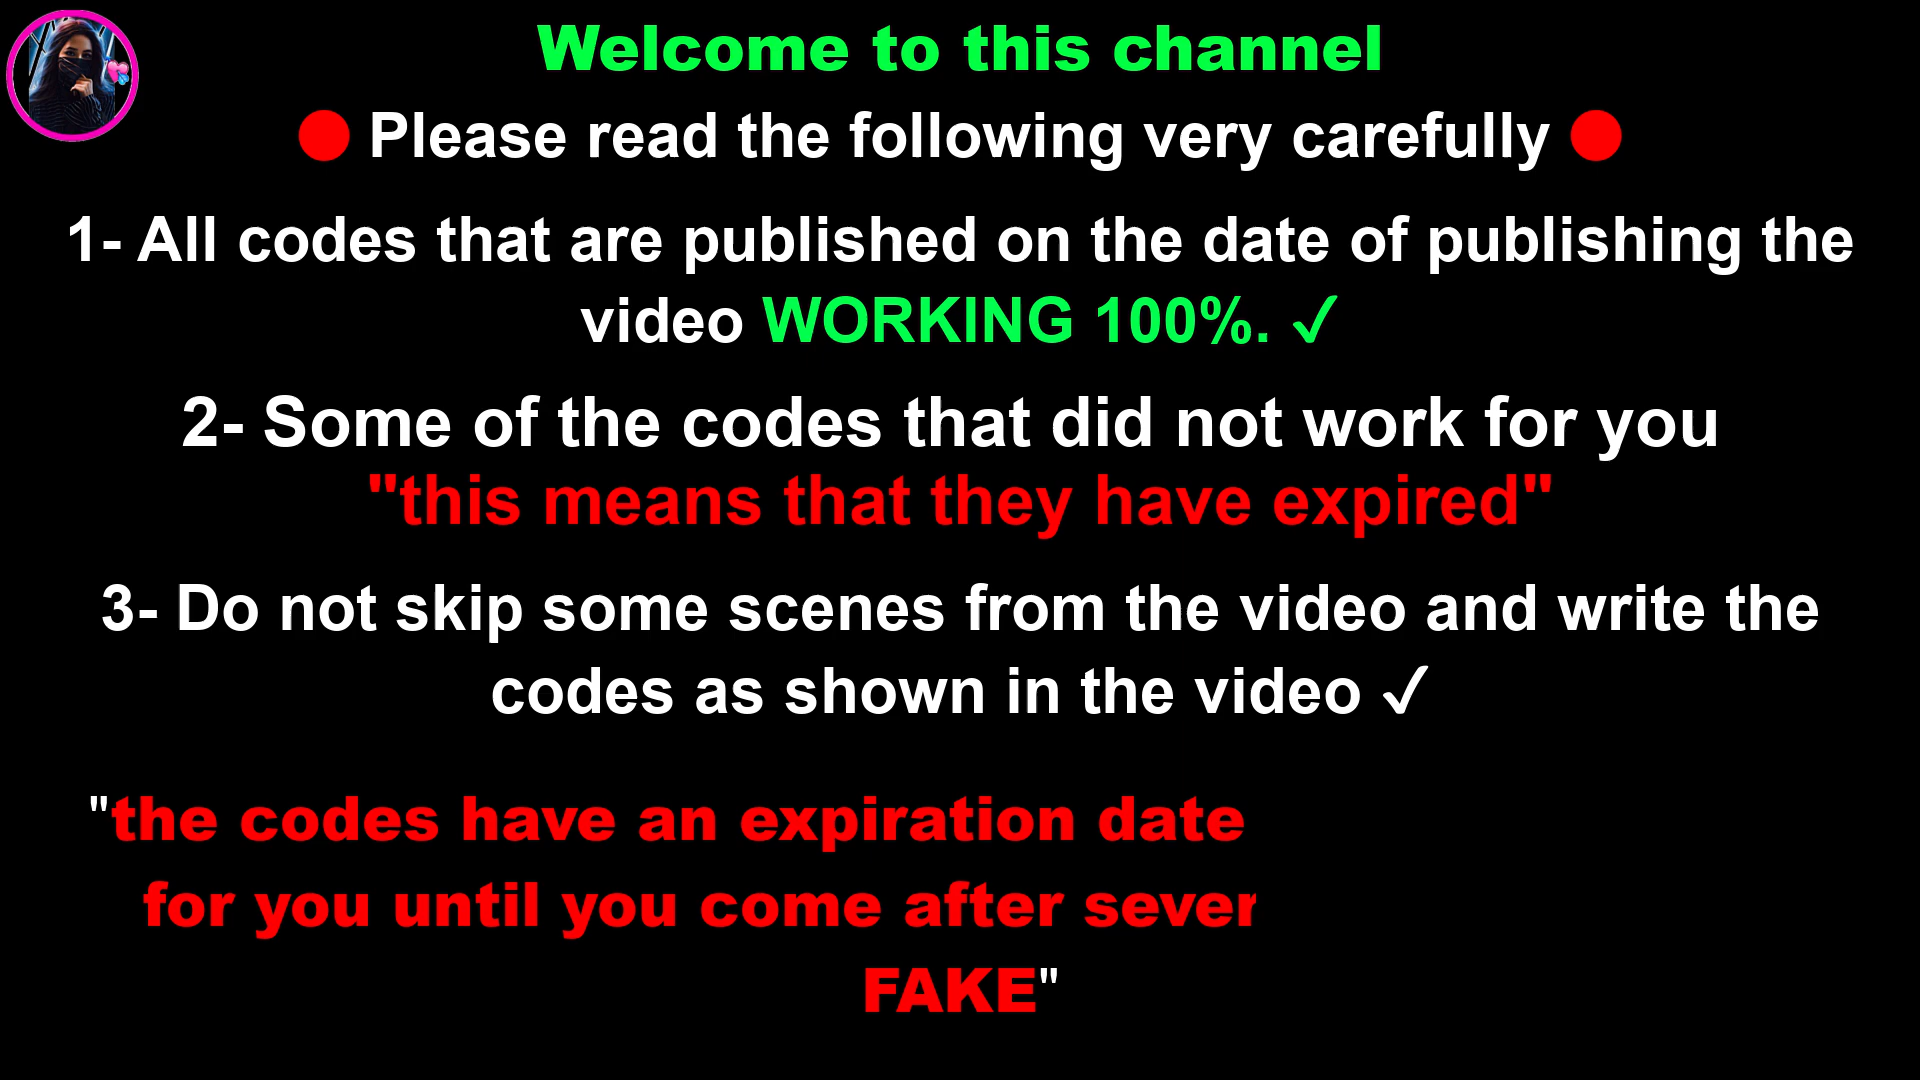 Welcome to this channel
🔴 Please read the following very carefully 🔴
1- All codes that are published on the date of publishing the
video WORKING 100%. ✓
2- Some of the codes that did not work for you
"this means that they have expired"
3- Do not skip some scenes from the video and write the
codes as shown in the video ✓
"the codes have an expiration date
for you until you come after
FAKE"